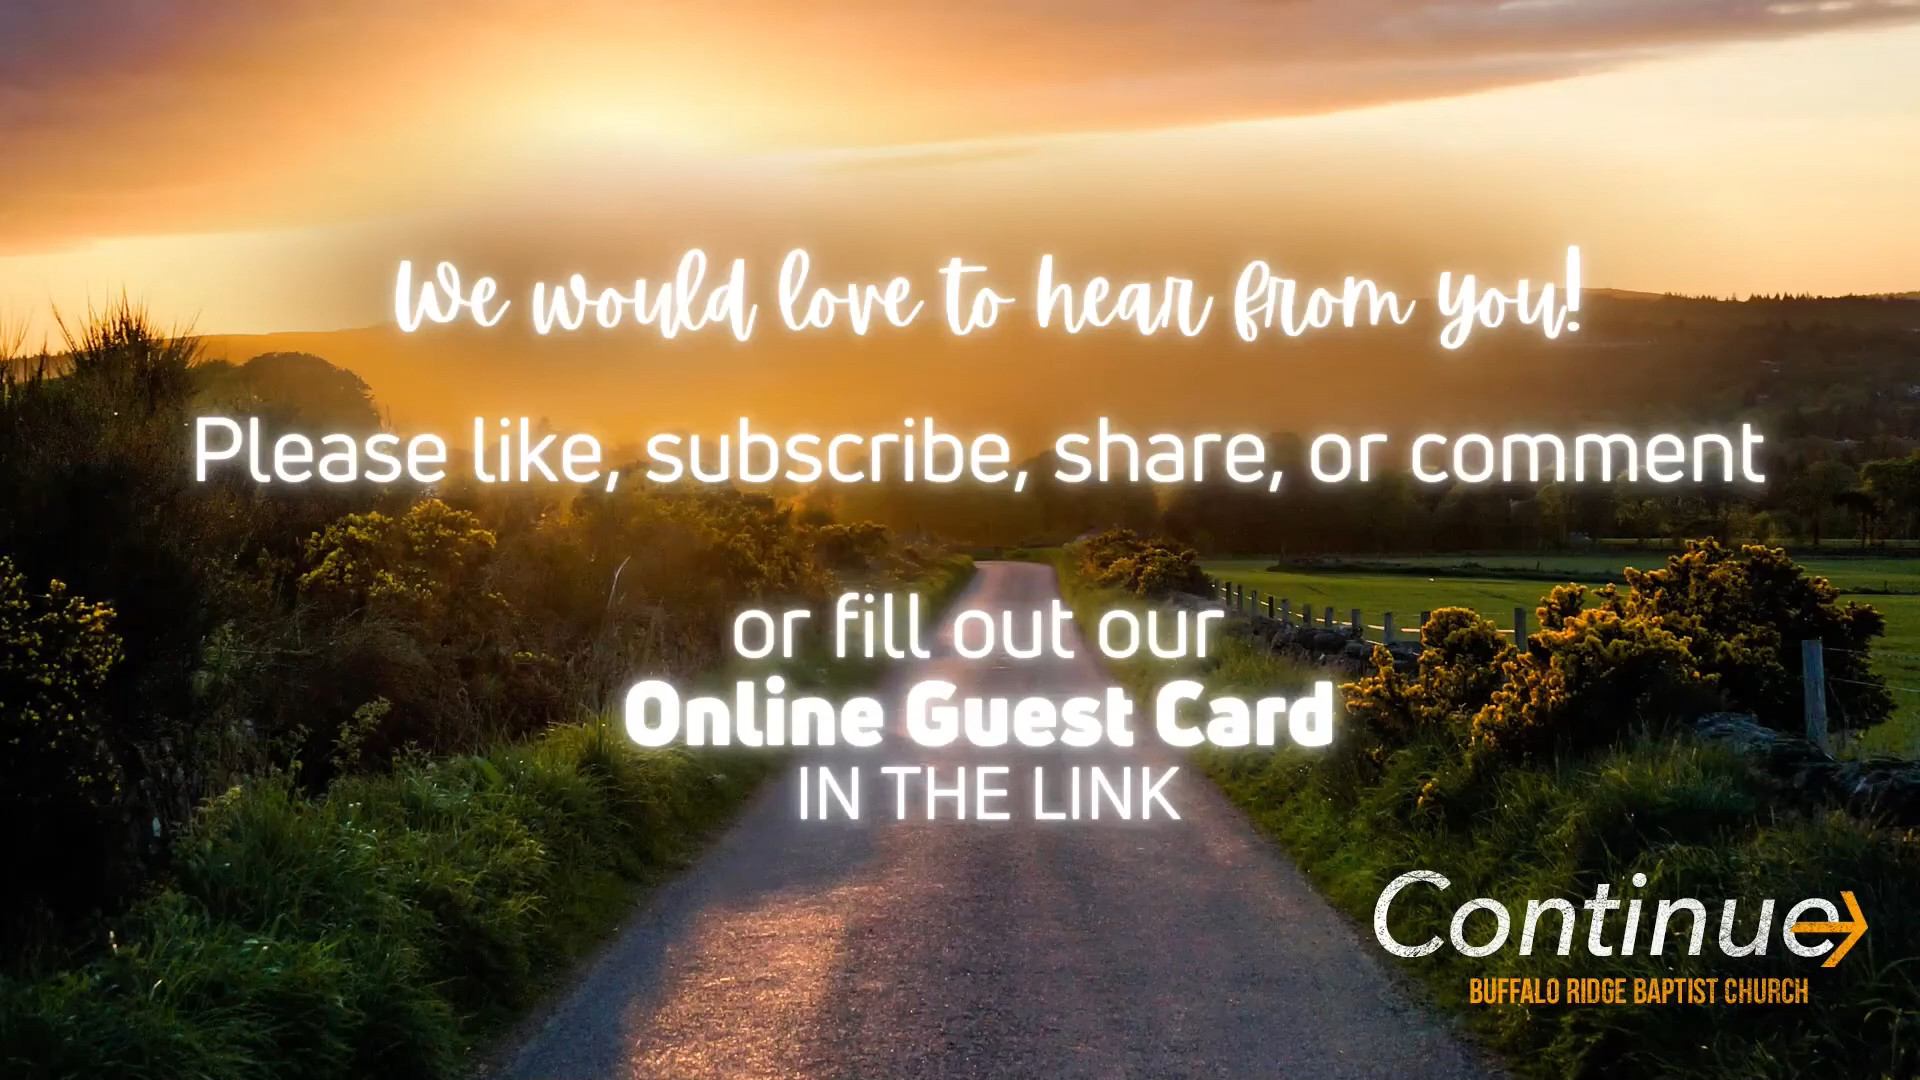 We would love to hear from you!
Please like, subscribe, share, or comment
or fill out our
Online Guest Card
IN THE LINK
Continue
BUFFALO RIDGE BAPTIST CHURCH